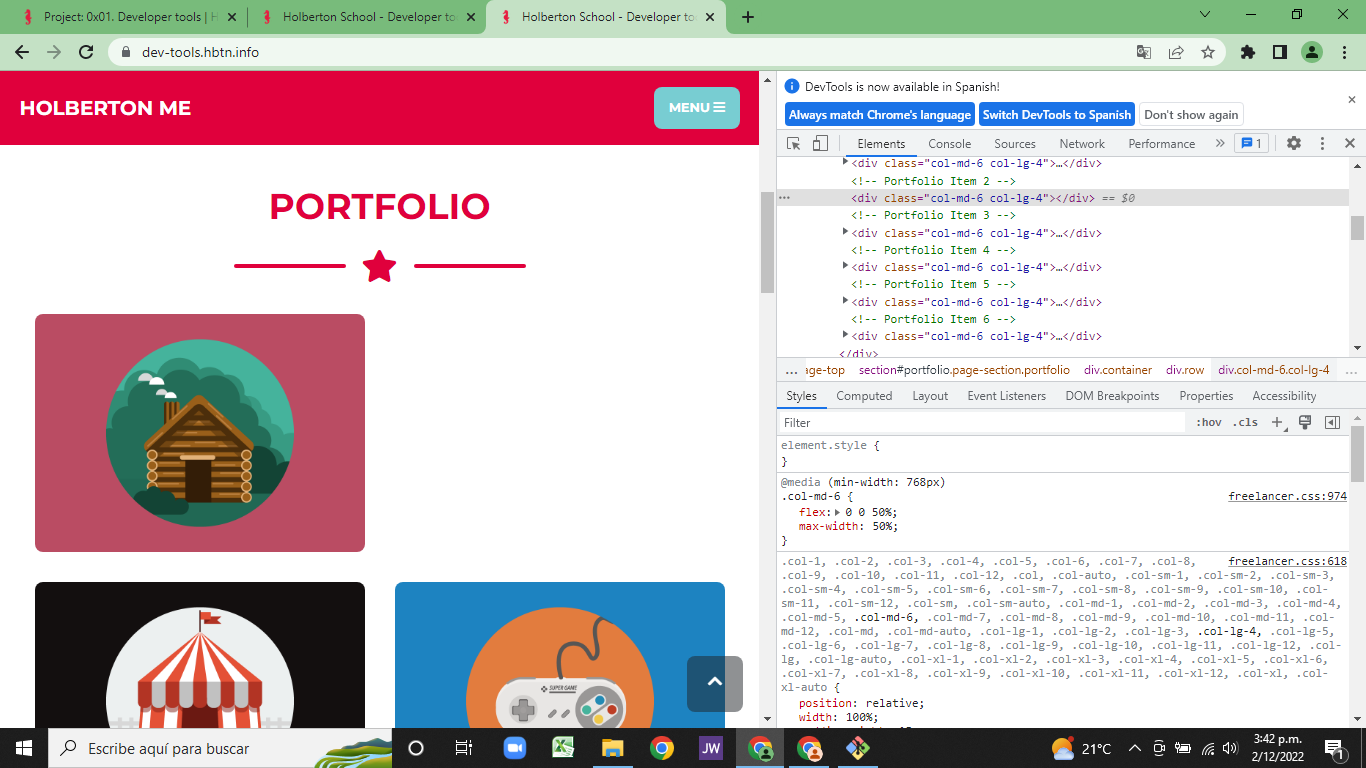 Project: 0x01. Developer tools | H
Holberton School - Developer to
Holberton School - Developer to
dev-tools.hbtn.info
HOLBERTON ME
MENU
PORTFOLIO
SUPER GAME
DevTools is now available in Spanish!
Always match Chrome's language
Switch DevTools to Spanish
Don't show again
Elements Console Sources Network Performance » 1
<div class="col-md-6 col-lg-4">…</div>
<!-- Portfolio Item 2 -->
<div class="col-md-6 col-lg-4"></div> == $0
<!-- Portfolio Item 3 -->
<div class="col-md-6 col-lg-4">…</div>
<!-- Portfolio Item 4 -->
<div class="col-md-6 col-lg-4">…</div>
<!-- Portfolio Item 5 -->
<div class="col-md-6 col-lg-4">…</div>
<!-- Portfolio Item 6 -->
<div class="col-md-6 col-lg-4">…</div>
</div>
... age-top section#portfolio.page-section.portfolio div.container div.row div.col-md-6.col-lg-4 ...
Styles Computed Layout Event Listeners DOM Breakpoints Properties Accessibility
Filter :hov .cls +
element.style {
}
@media (min-width: 768px)
.col-md-6 { freelancer.css:974
flex: 0 0 50%;
max-width: 50%;
}
.col-1, .col-2, .col-3, .col-4, .col-5, .col-6, .col-7, .col-8, freelancer.css:618
.col-9, .col-10, .col-11, .col-12, .col, .col-auto, .col-sm-1, .col-sm-2, .col-sm-3,
.col-sm-4, .col-sm-5, .col-sm-6, .col-sm-7, .col-sm-8, .col-sm-9, .col-sm-10, .col-
sm-11, .col-sm-12, .col-sm, .col-sm-auto, .col-md-1, .col-md-2, .col-md-3, .col-md-4,
.col-md-5, .col-md-6, .col-md-7, .col-md-8, .col-md-9, .col-md-10, .col-md-11, .col-
md-12, .col-md, .col-md-auto, .col-lg-1, .col-lg-2, .col-lg-3, .col-lg-4, .col-lg-5,
.col-lg-6, .col-lg-7, .col-lg-8, .col-lg-9, .col-lg-10, .col-lg-11, .col-lg-12, .col-
lg, .col-lg-auto, .col-xl-1, .col-xl-2, .col-xl-3, .col-xl-4, .col-xl-5, .col-xl-6,
.col-xl-7, .col-xl-8, .col-xl-9, .col-xl-10, .col-xl-11, .col-xl-12, .col-xl, .col-
xl-auto {
position: relative;
width: 100%;
Escribe aquí para buscar
JW
21°C
3:42 p.m.
2/12/2022
1